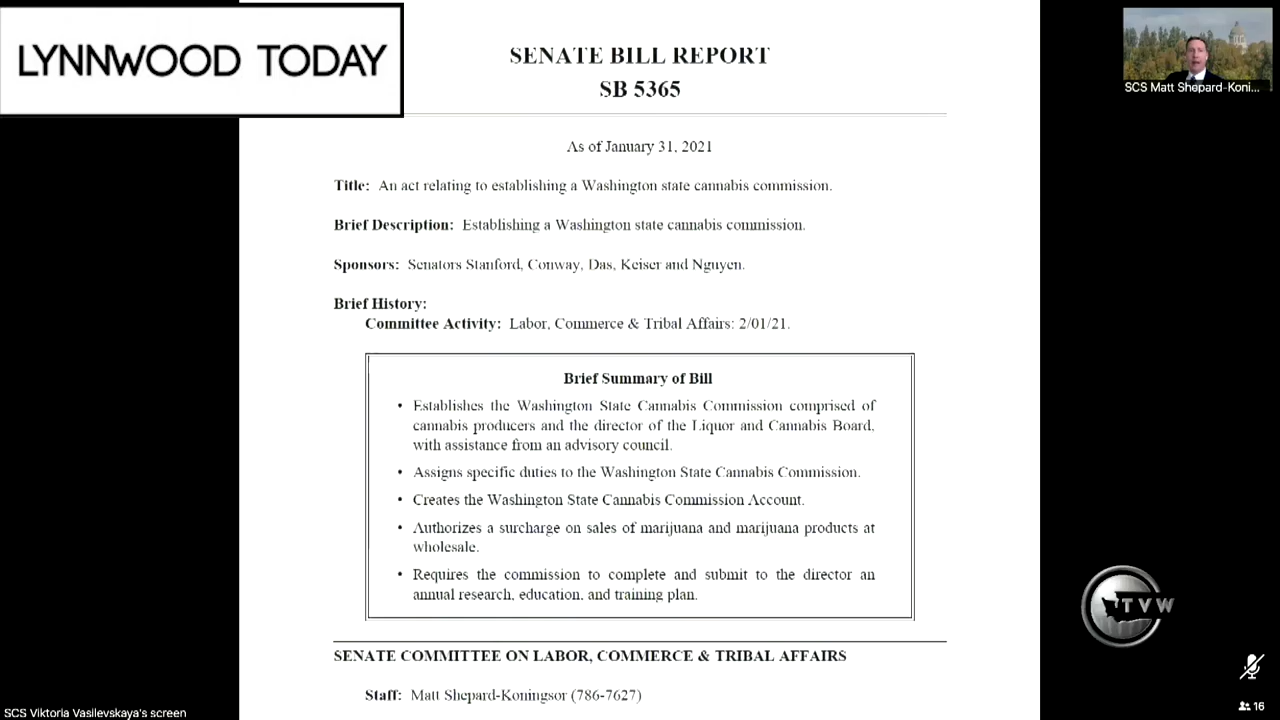 LYNNWOOD TODAY
SENATE BILL REPORT
SB 5365
SCS Matt Shepard-Koni...
As of January 31, 2021
Title: An act relating to establishing a Washington state cannabis commission.
Brief Description: Establishing a Washington state cannabis commission.
Sponsors: Senators Stanford, Conway, Das, Keiser and Nguyen.
Brief History:
Committee Activity: Labor, Commerce & Tribal Affairs: 2/01/21.
Brief Summary of Bill
• Establishes the Washington State Cannabis Commission comprised of
cannabis producers and the director of the Liquor and Cannabis Board,
with assistance from an advisory council.
• Assigns specific duties to the Washington State Cannabis Commission.
• Creates the Washington State Cannabis Commission Account.
• Authorizes a surcharge on sales of marijuana and marijuana products at
wholesale.
• Requires the commission to complete and submit to the director an
annual research, education, and training plan.
TVW
SENATE COMMITTEE ON LABOR, COMMERCE & TRIBAL AFFAIRS
Staff: Matt Shepard-Koningsor (786-7627)
16
SCS Viktoria Vasilevskaya's screen